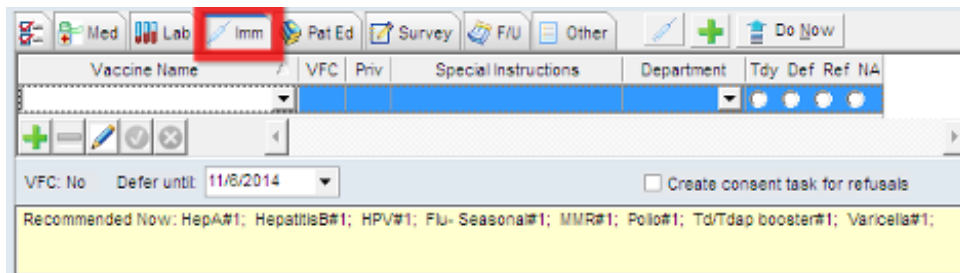 Med Lab Imm Pat Ed Survey F/U Other Do Now
Vaccine Name VFC Priv Special Instructions Department Tdy Def Ref NA
VFC: No Defer until: 11/6/2014 Create consent task for refusals
Recommended Now: HepA#1; HepatitisB#1; HPV#1; Flu- Seasonal#1; MMR#1; Polio#1; Td/Tdap booster#1; Varicella#1;